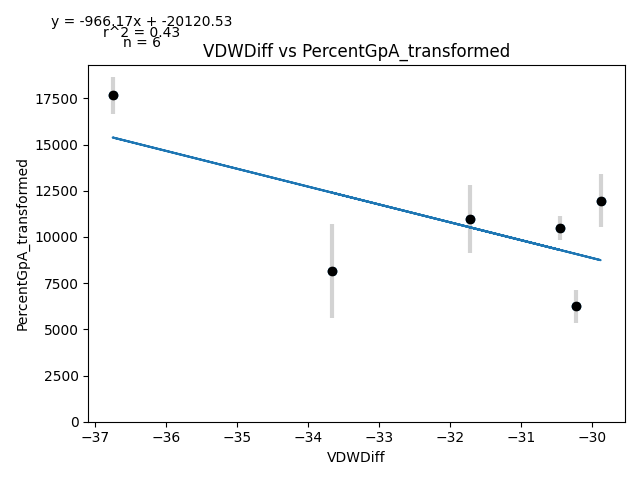 y = -966.17x + -20120.53
r^2 = 0.43
n = 6
VDWDiff vs PercentGpA_transformed
17500
15000
12500
10000
7500
5000
2500
0
PercentGpA_transformed
−37 −36 −35 −34 −33 −32 −31 −30
VDWDiff